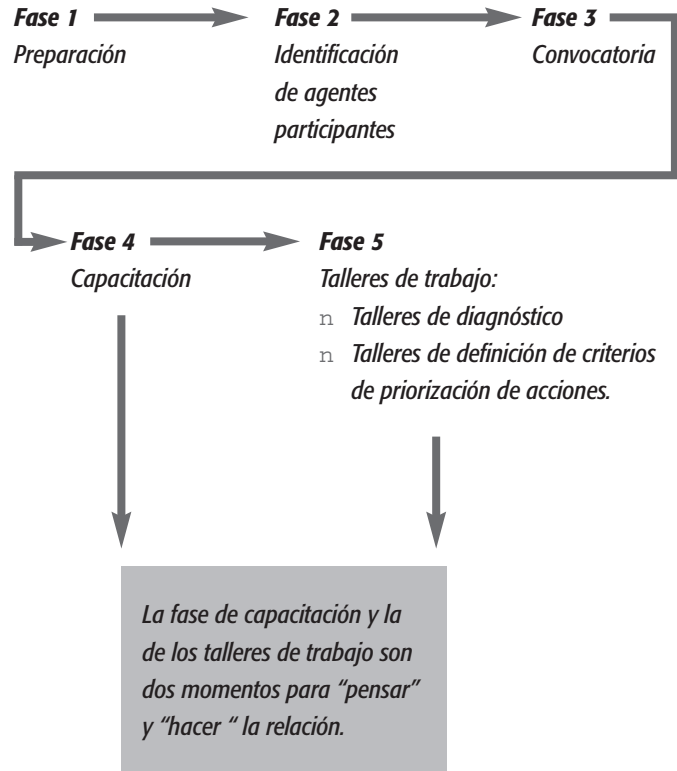 Fase 1
Preparación
Fase 2
Identificación
de agentes
participantes
Fase 3
Convocatoria
Fase 4
Capacitación
Fase 5
Talleres de trabajo:
n Talleres de diagnóstico
n Talleres de definición de criterios
de priorización de acciones.
La fase de capacitación y la
de los talleres de trabajo son
dos momentos para “pensar”
y “hacer “ la relación.